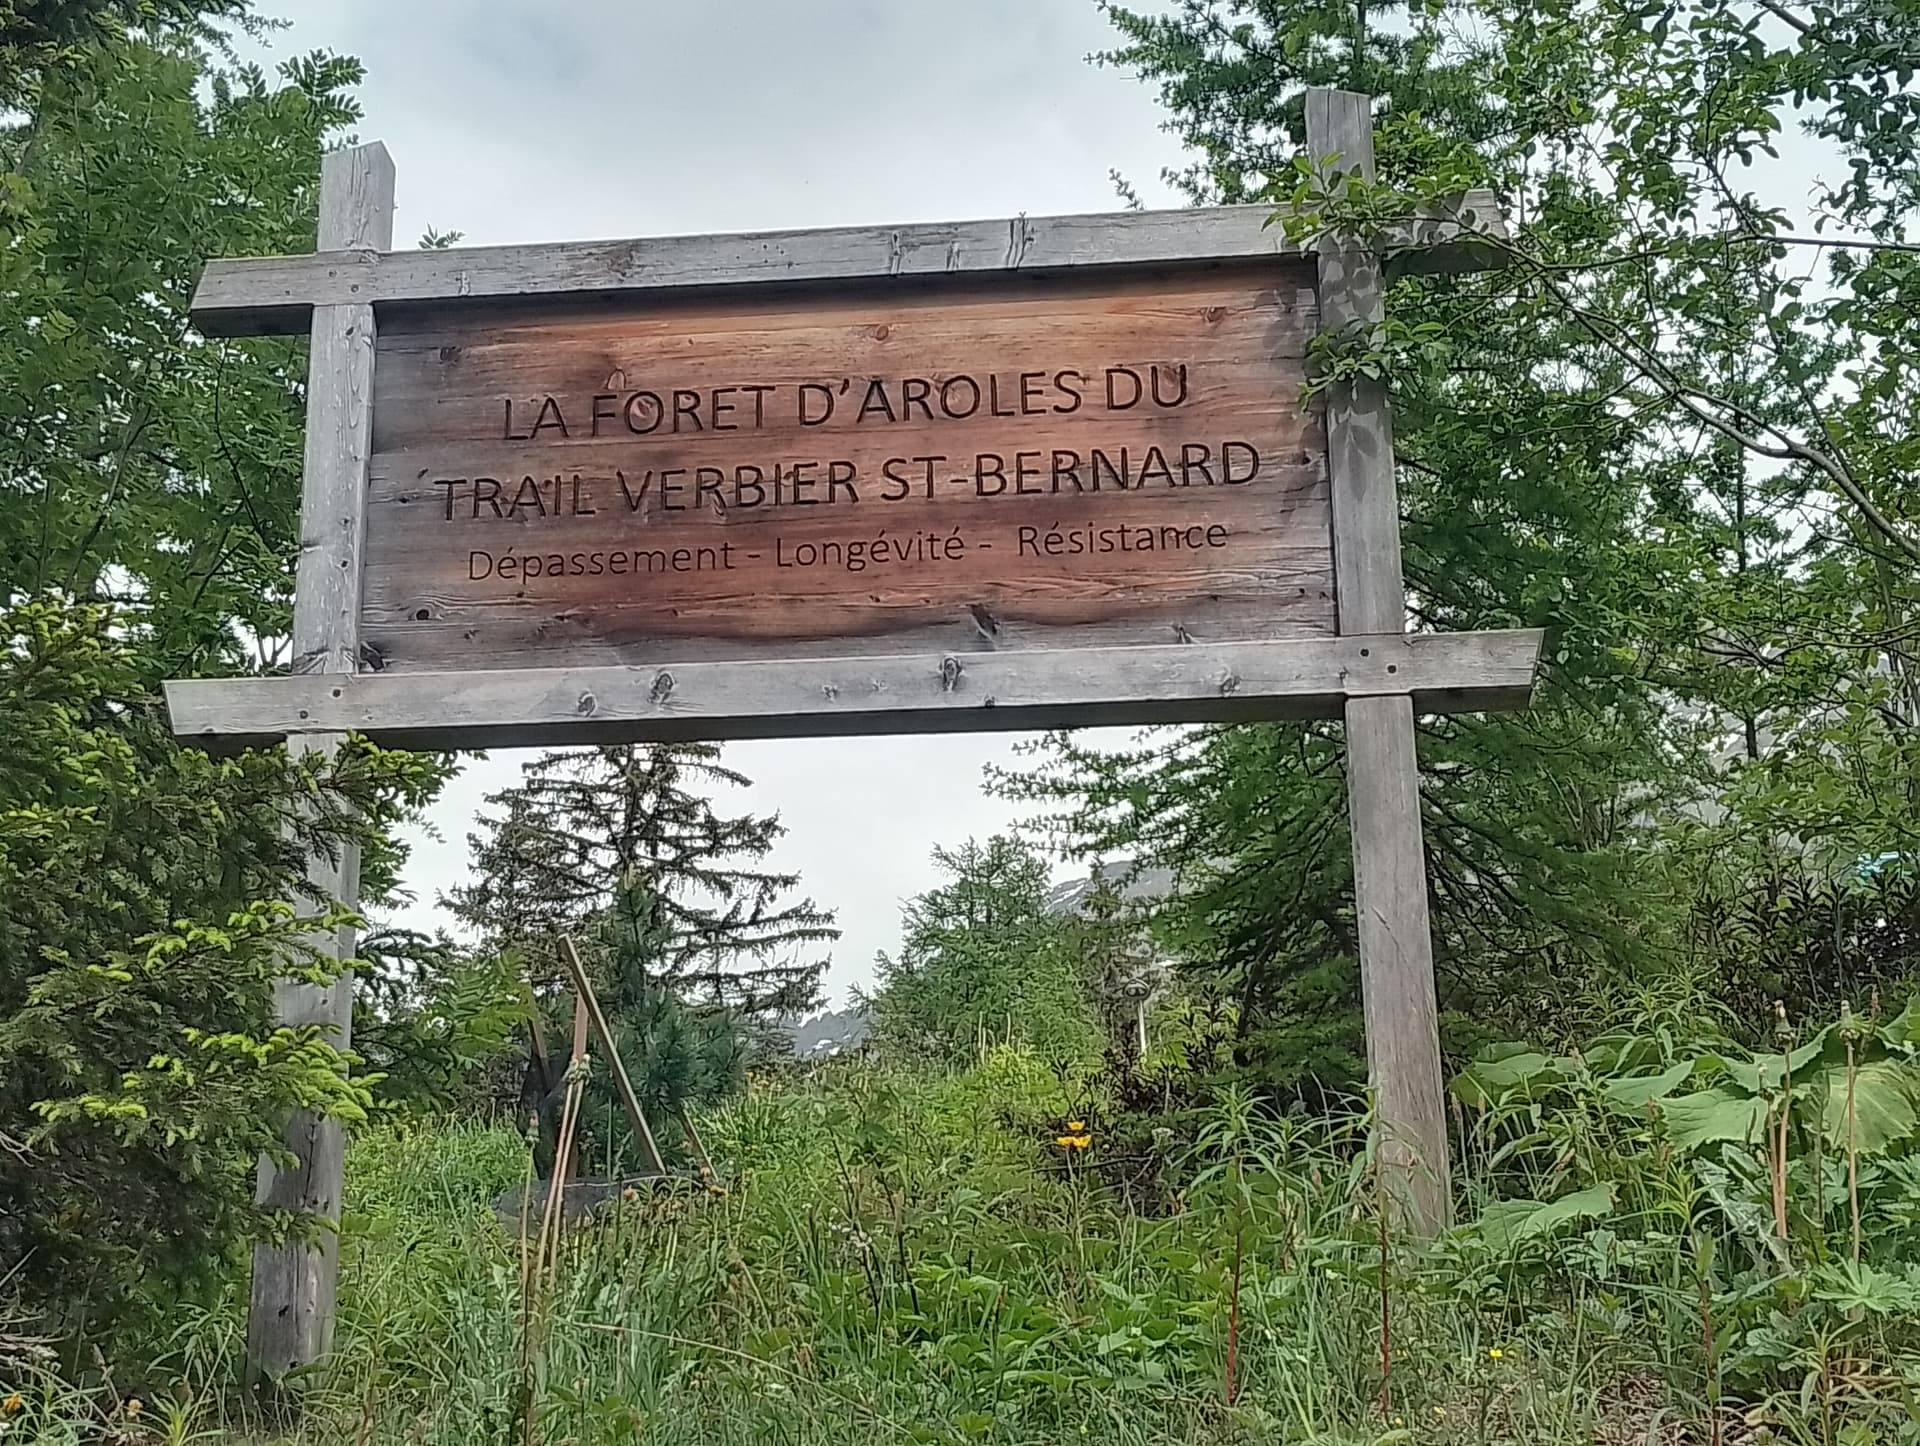 LA FORET D'AROLES DU
TRAIL VERBIER ST-BERNARD
Dépassement - Longévité - Résistance